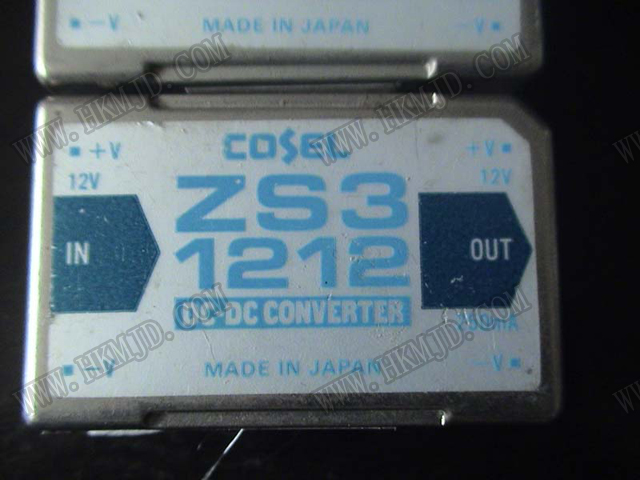 -V MADE IN JAPAN -V
COSEL
+V +V
12V 12V
ZS3
IN 1212 OUT
DC-DC CONVERTER
-V MADE IN JAPAN -V
WWW.HKMJD.COM
WWW.HKMJD.COM
WWW.HKMJD.COM
WWW.HKMJD.COM